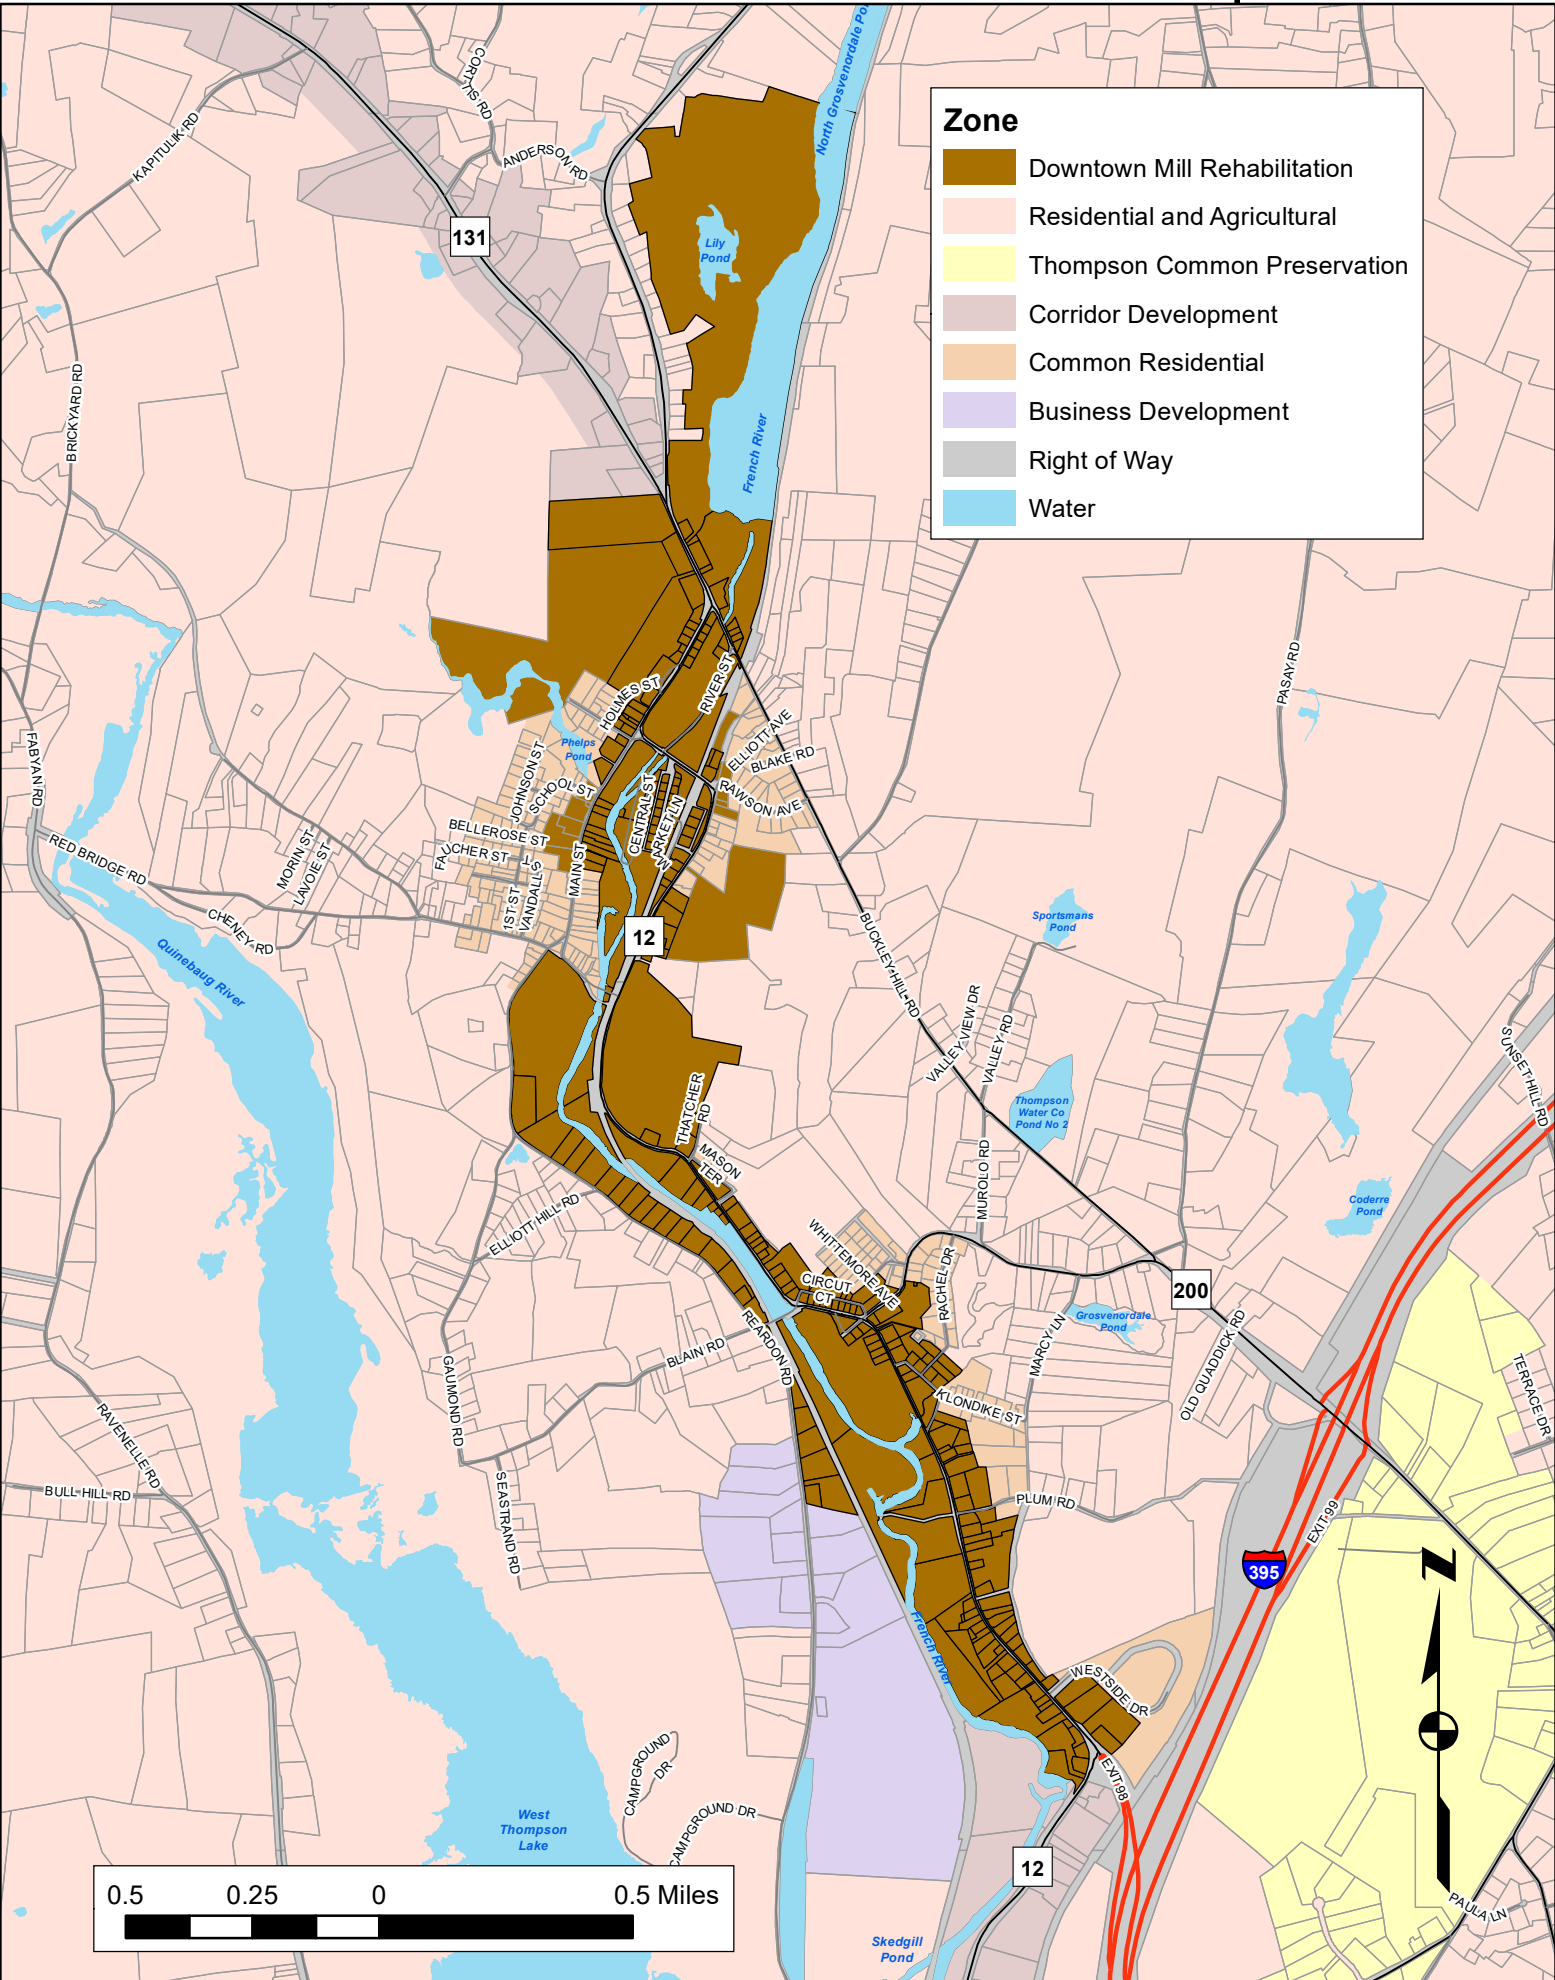 Zone
Downtown Mill Rehabilitation
Residential and Agricultural
Thompson Common Preservation
Corridor Development
Common Residential
Business Development
Right of Way
Water
CORTIS RD
North Grosvenordale Po
KAPITULIK RD
ANDERSON RD
131
Lily
Pond
BRICKYARD RD
French River
PASAY RD
HOLMES ST
RIVER ST
FABYAN RD
Phelps
Pond
ELLIOTT AVE
BLAKE RD
JOHNSON ST
SCHOOL ST
CENTRAL ST
MARKET LN
RAWSON AVE
BELLEROSE ST
FAUCHER ST
RED BRIDGE RD
MORIN ST
LAVOIE ST
MAIN ST
1ST ST
VANDALL ST
CHENEY RD
12
BUCKLEY HILL RD
Sportsmans
Pond
Quinebaug River
VALLEY VIEW DR
VALLEY RD
SUNSET HILL RD
Thompson
Water Co
Pond No 2
THATCHER
RD
MASON
TER
MUROLO RD
ELLIOTT HILL RD
Coderre
Pond
WHITTEMORE AVE
CIRCUT
CT
RACHEL DR
200
Grosvenordale
Pond
REARDON RD
BLAIN RD
MARCY LN
OLD QUADDICK RD
GAUMOND RD
TERRACE DR
KLONDIKE ST
RAVENELLE RD
BULL HILL RD
SEASTRAND RD
PLUM RD
EXIT 99
395
Z
French River
WESTSIDE DR
CAMPGROUND
DR
EXIT 98
CAMPGROUND DR
West
Thompson
Lake
12
0.5 0.25 0 0.5 Miles
PAULA LN
Skedgill
Pond